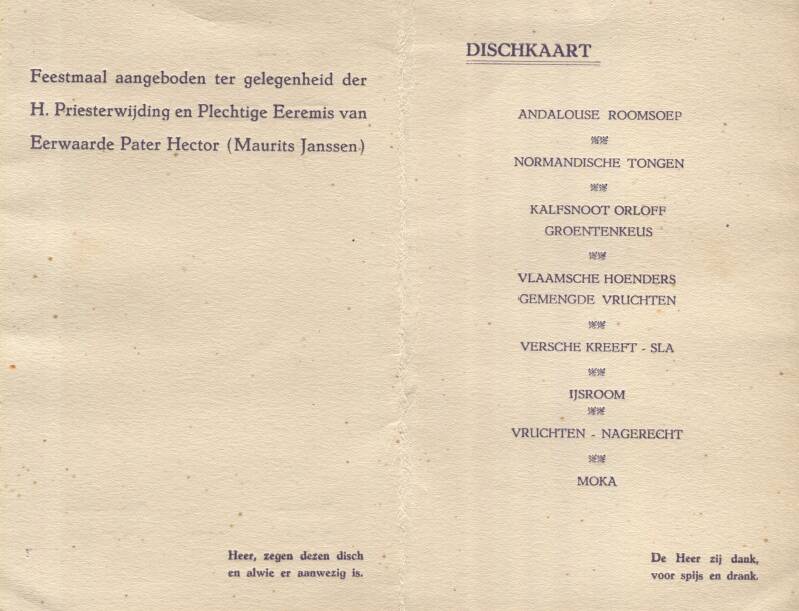 Feestmaal aangeboden ter gelegenheid der
H. Priesterwijding en Plechtige Eeremis van
Eerwaarde Pater Hector (Maurits Janssen)
Heer, zegen dezen disch
en alwie er aanwezig is.
DISCHKAART
ANDALOUSE ROOMSOEP
NORMANDISCHE TONGEN
KALFSNOOT ORLOFF
GROENTENKEUS
VLAAMSCHE HOENDERS
GEMENGDE VRUCHTEN
VERSCHE KREEFT - SLA
IJSROOM
VRUCHTEN - NAGERECHT
MOKA
De Heer zij dank,
voor spijs en drank.